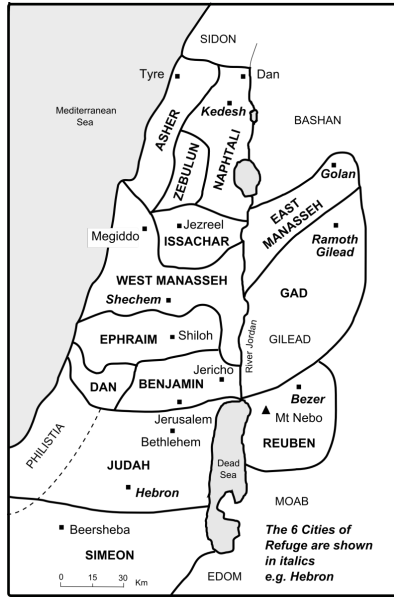 SIDON
Tyre
Dan
Kedesh
Mediterranean
Sea
BASHAN
ASHER
ZEBULUN
NAPHTALI
Golan
EAST
MANASSEH
Jezreel
Megiddo
ISSACHAR
Ramoth
Gilead
WEST MANASSEH
GAD
Shechem
EPHRAIM
Shiloh
River Jordan
GILEAD
Jericho
DAN
BENJAMIN
Bezer
Mt Nebo
Jerusalem
Bethlehem
REUBEN
PHILISTIA
JUDAH
Dead
Sea
Hebron
MOAB
Beersheba
SIMEON
The 6 Cities of
Refuge are shown
in italics
e.g. Hebron
0 15 30 Km
EDOM